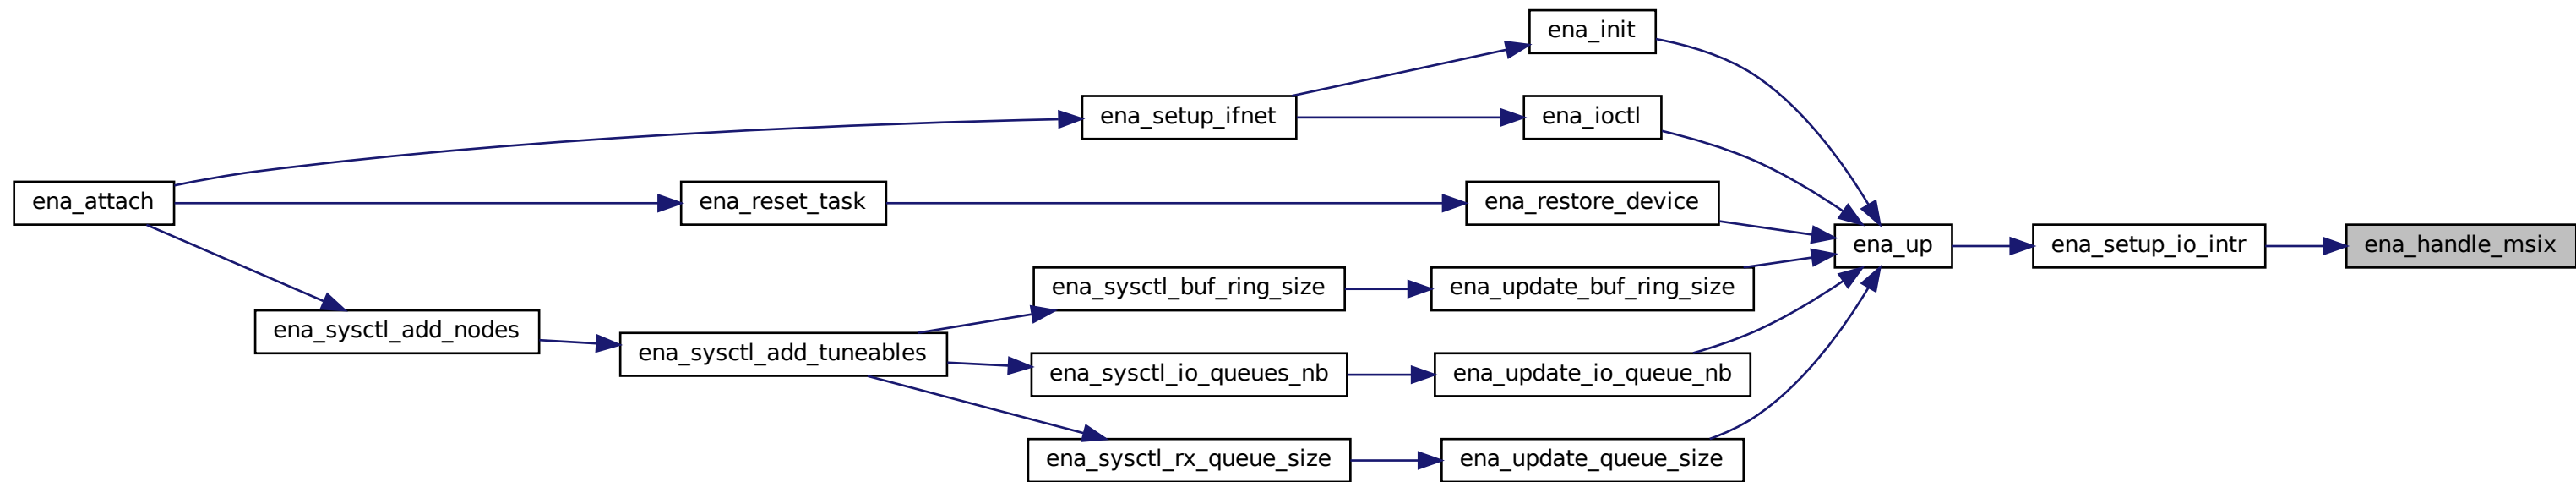 ena_init
ena_setup_ifnet
ena_ioctl
ena_attach
ena_reset_task
ena_restore_device
ena_up
ena_setup_io_intr
ena_handle_msix
ena_sysctl_buf_ring_size
ena_update_buf_ring_size
ena_sysctl_add_nodes
ena_sysctl_add_tuneables
ena_sysctl_io_queues_nb
ena_update_io_queue_nb
ena_sysctl_rx_queue_size
ena_update_queue_size